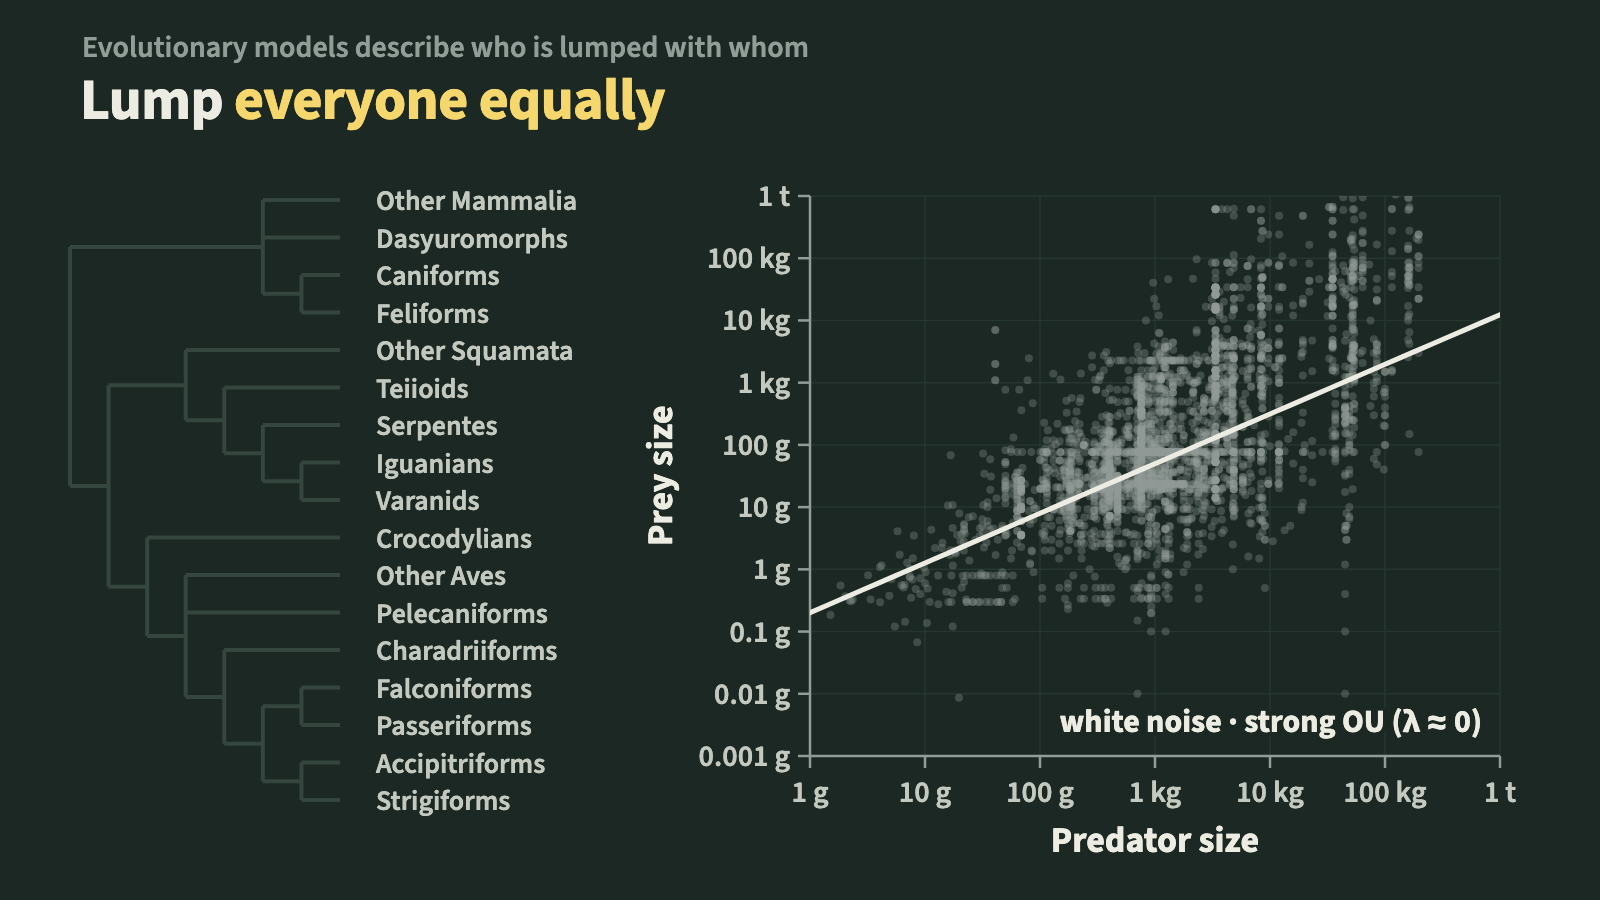 Evolutionary models describe who is lumped with whom
Lump everyone equally
Other Mammalia
Dasyuromorphs
Caniforms
Feliforms
Other Squamata
Teiioids
Serpentes
Iguanians
Varanids
Crocodylians
Other Aves
Pelecaniforms
Charadriiforms
Falconiforms
Passeriforms
Accipitriforms
Strigiforms
Prey size
1 t
100 kg
10 kg
1 kg
100 g
10 g
1 g
0.1 g
0.01 g
0.001 g
white noise · strong OU (λ ≈ 0)
1 g
10 g
100 g
1 kg
10 kg
100 kg
1 t
Predator size